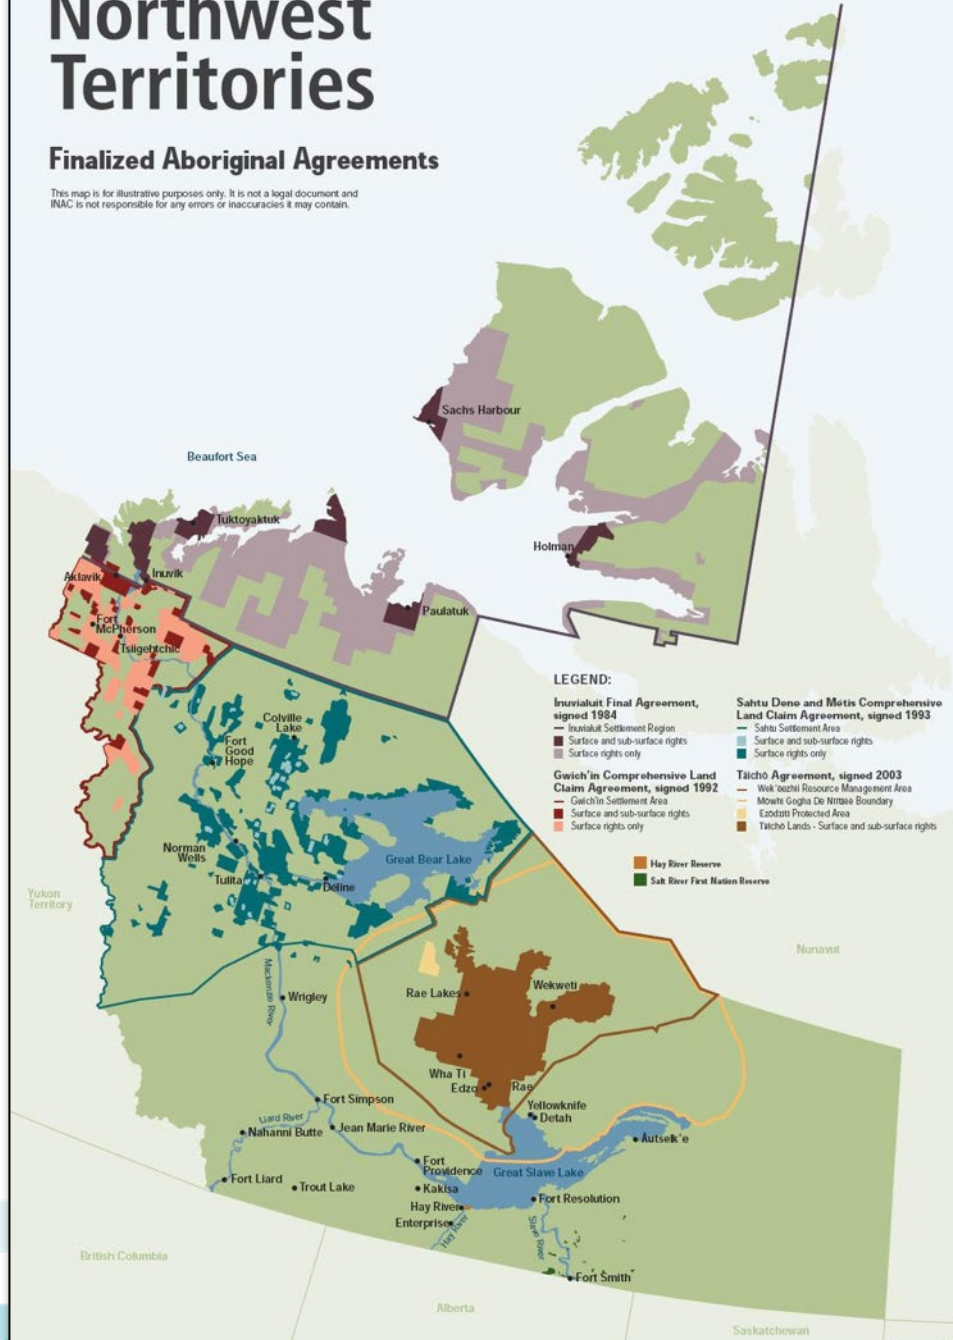 Northwest
Territories
Finalized Aboriginal Agreements
This map is for illustrative purposes only. It is not a legal document and
INAC is not responsible for any errors or inaccuracies it may contain.
Sachs Harbour
Beaufort Sea
Tuktoyaktuk
Holman
Aklavik
Inuvik
Paulatuk
Fort
McPherson
Tsiigehtchic
LEGEND:
Inuvialuit Final Agreement,
signed 1984
Inuvialuit Settlement Region
Surface and sub-surface rights
Surface rights only
Gwich'in Comprehensive Land
Claim Agreement, signed 1992
Gwich'in Settlement Area
Surface and sub-surface rights
Surface rights only
Sahtu Dene and Métis Comprehensive
Land Claim Agreement, signed 1993
Sahtu Settlement Area
Surface and sub-surface rights
Surface rights only
Tåichô Agreement, signed 2003
Wek'eezhii Resource Management Area
Môwhi Gogha De Niitlee Boundary
Ezôdziti Protected Area
Tåichô Lands - Surface and sub-surface rights
Hay River Reserve
Salt River First Nation Reserve
Colville
Lake
Fort
Good
Hope
Norman
Wells
Great Bear Lake
Tulita
Deline
Yukon
Territory
Nunavut
Mackenzie River
Wrigley
Rae Lakes
Wekweti
Wha Ti
Edzo
Rae
Fort Simpson
Yellowknife
Detah
Liard River
Nahanni Butte
Jean Marie River
Łutselk'e
Fort
Providence
Great Slave Lake
Fort Liard
Trout Lake
Kakisa
Fort Resolution
Hay River
Enterprise
Hay River
Slave River
British Columbia
Fort Smith
Alberta
Saskatchewan